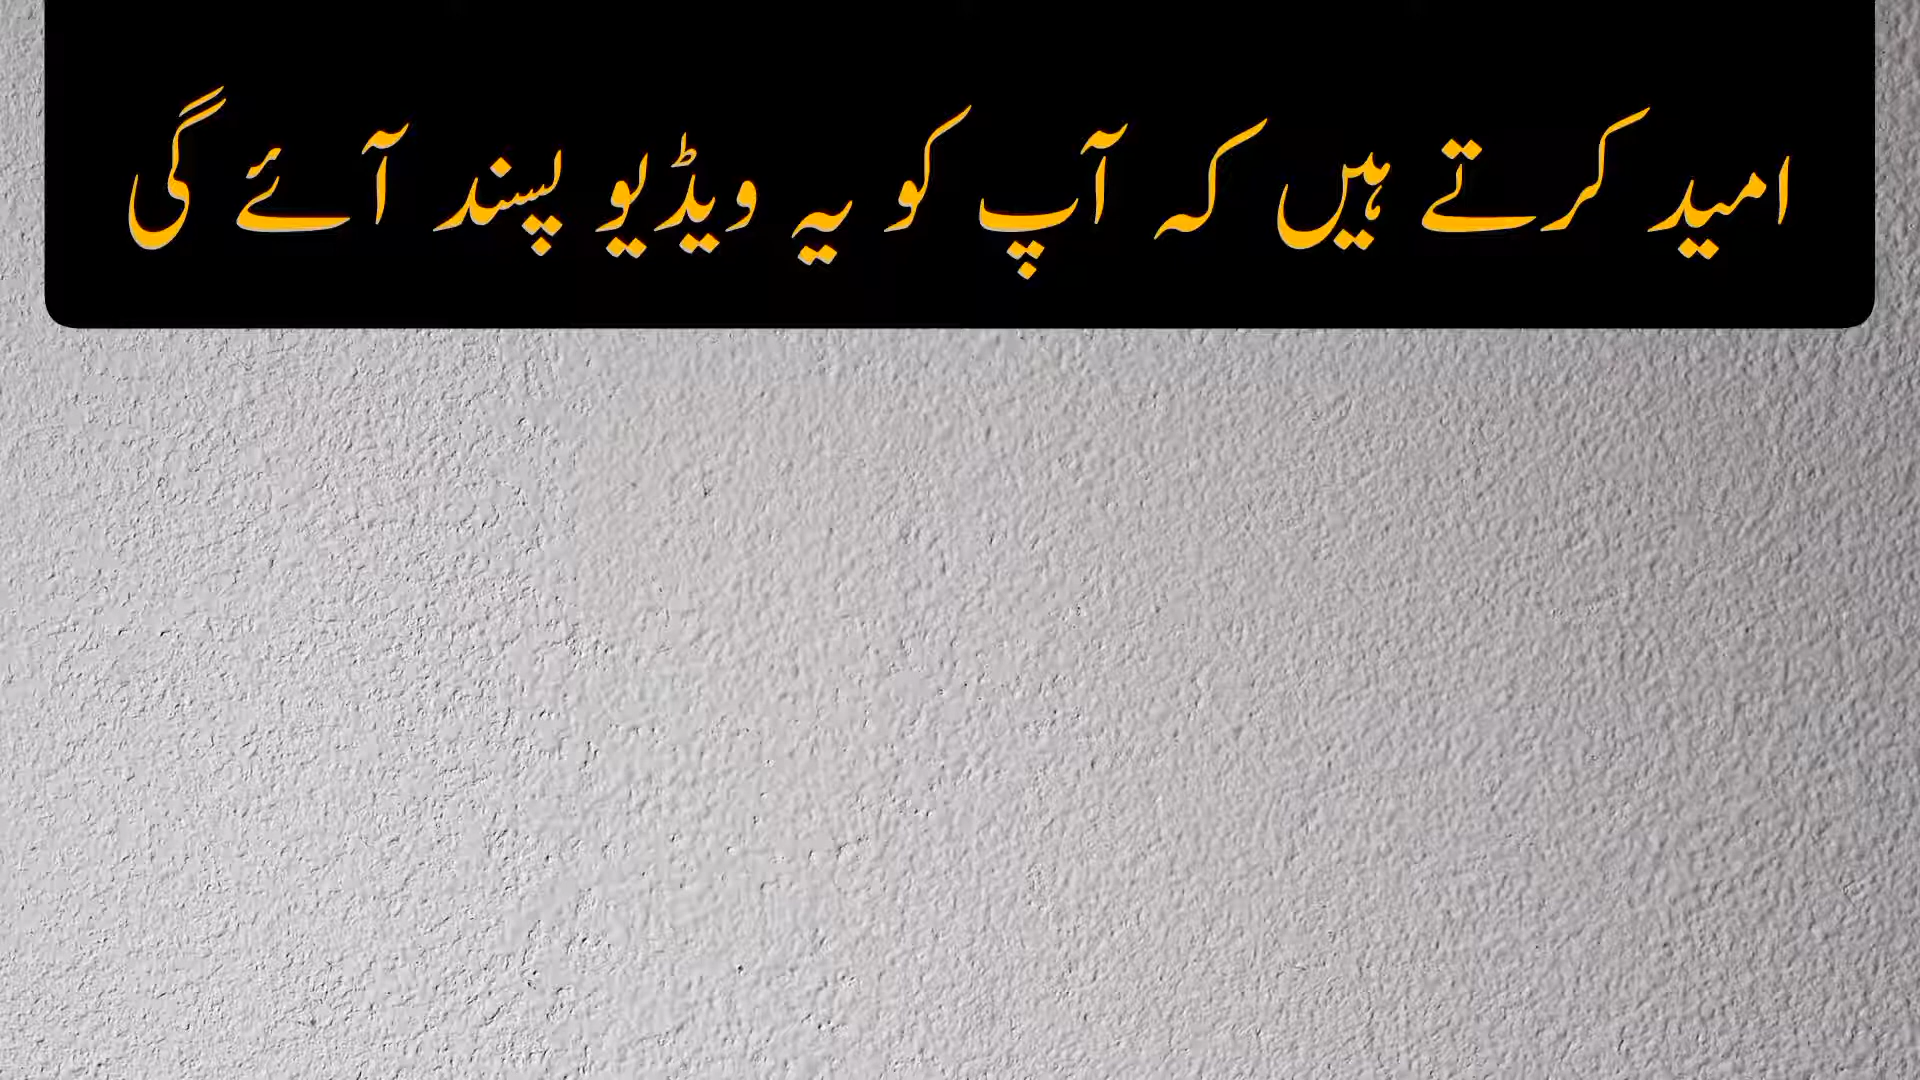 امید کرتے ہیں کہ آپ کو یہ ویڈیو پسند آئے گی